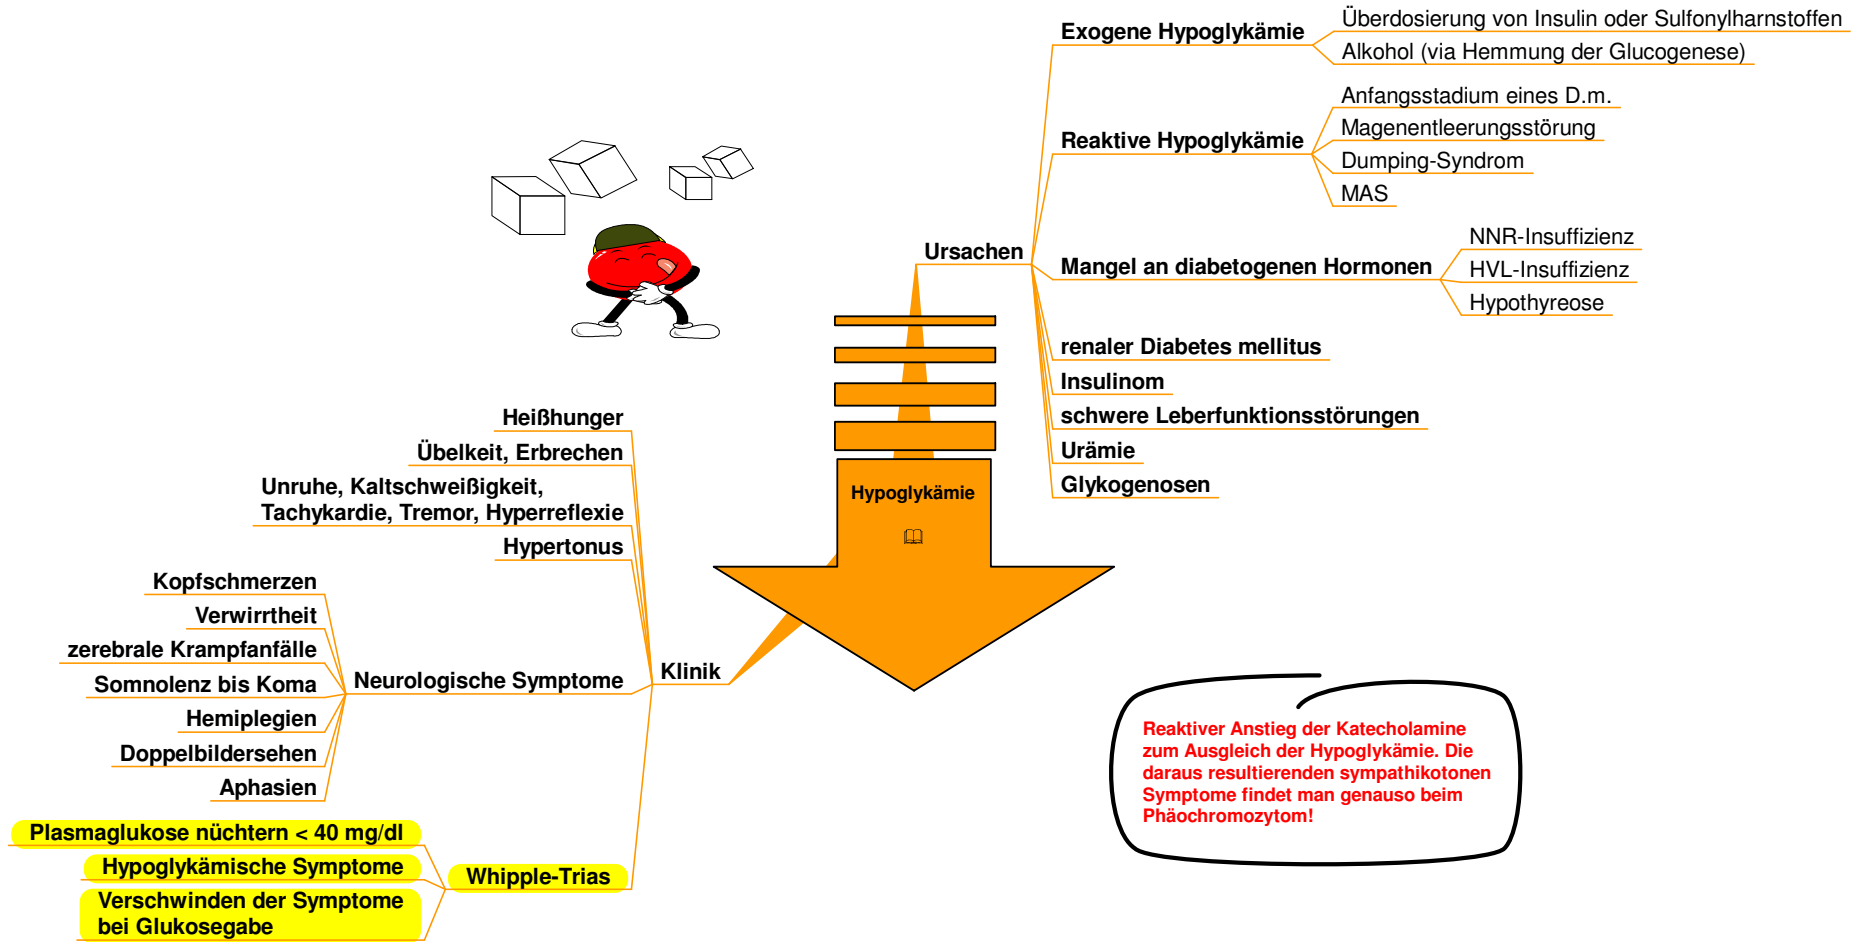 Exogene Hypoglykämie
Überdosierung von Insulin oder Sulfonylharnstoffen
Alkohol (via Hemmung der Glucogenese)
Reaktive Hypoglykämie
Anfangsstadium eines D.m.
Magenentleerungsstörung
Dumping-Syndrom
MAS
Ursachen
Mangel an diabetogenen Hormonen
NNR-Insuffizienz
HVL-Insuffizienz
Hypothyreose
renaler Diabetes mellitus
Insulinom
schwere Leberfunktionsstörungen
Urämie
Glykogenosen
Hypoglykämie
Klinik
Heißhunger
Übelkeit, Erbrechen
Unruhe, Kaltschweißigkeit,
Tachykardie, Tremor, Hyperreflexie
Hypertonus
Neurologische Symptome
Kopfschmerzen
Verwirrtheit
zerebrale Krampfanfälle
Somnolenz bis Koma
Hemiplegien
Doppelbildersehen
Aphasien
Whipple-Trias
Plasmaglukose nüchtern < 40 mg/dl
Hypoglykämische Symptome
Verschwinden der Symptome
bei Glukosegabe
Reaktiver Anstieg der Katecholamine
zum Ausgleich der Hypoglykämie. Die
daraus resultierenden sympathikotonen
Symptome findet man genauso beim
Phäochromozytom!